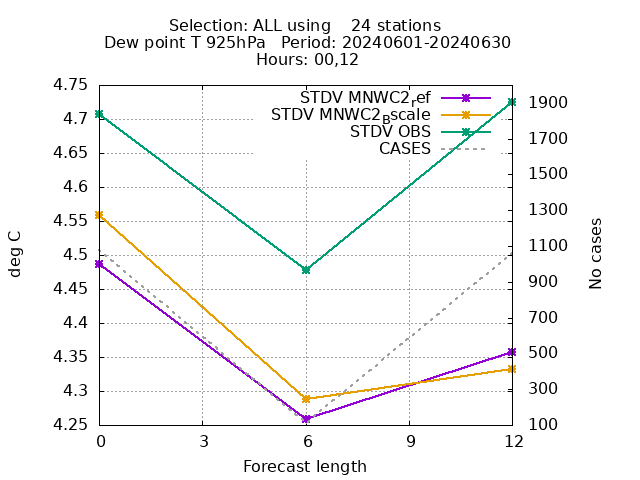 Selection: ALL using    24 stations
Dew point T 925hPa   Period: 20240601-20240630
Hours: 00,12
STDV MNWC2ref
STDV MNWC2Bscale
STDV OBS
CASES
4.75
4.7
4.65
4.6
4.55
4.5
4.45
4.4
4.35
4.3
4.25
1900
1700
1500
1300
1100
900
700
500
300
100
deg C
No cases
0 3 6 9 12
Forecast length